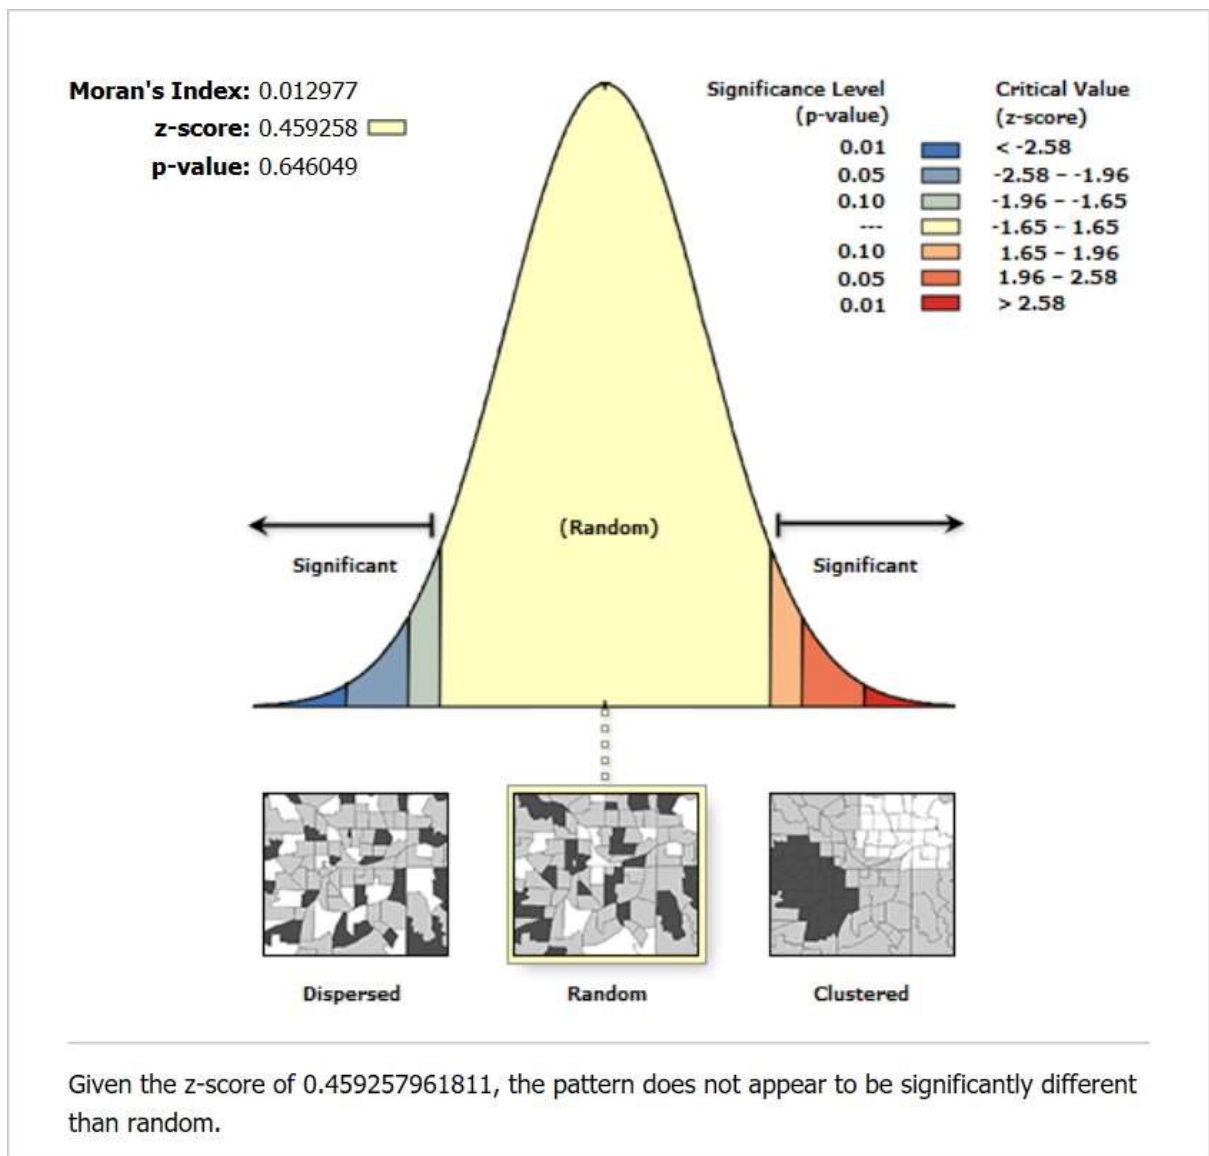 Moran's Index: 0.012977
z-score: 0.459258
p-value: 0.646049
Significance Level
(p-value)
Critical Value
(z-score)
0.01 < -2.58
0.05 -2.58 – -1.96
0.10 -1.96 – -1.65
--- -1.65 – 1.65
0.10 1.65 – 1.96
0.05 1.96 – 2.58
0.01 > 2.58
(Random)
Significant
Significant
Dispersed
Random
Clustered
Given the z-score of 0.459257961811, the pattern does not appear to be significantly different
than random.